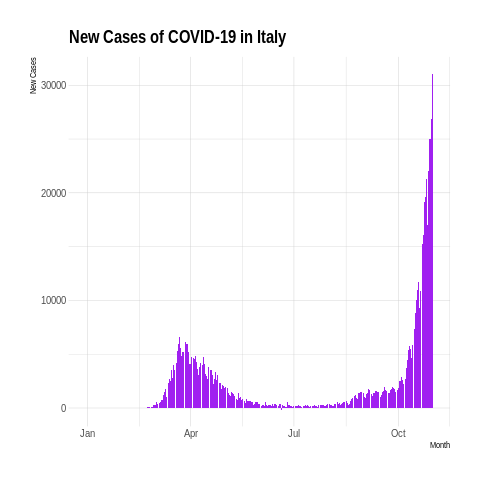 New Cases of COVID-19 in Italy
New Cases
30000
20000
10000
0
Jan Apr Jul Oct
Month